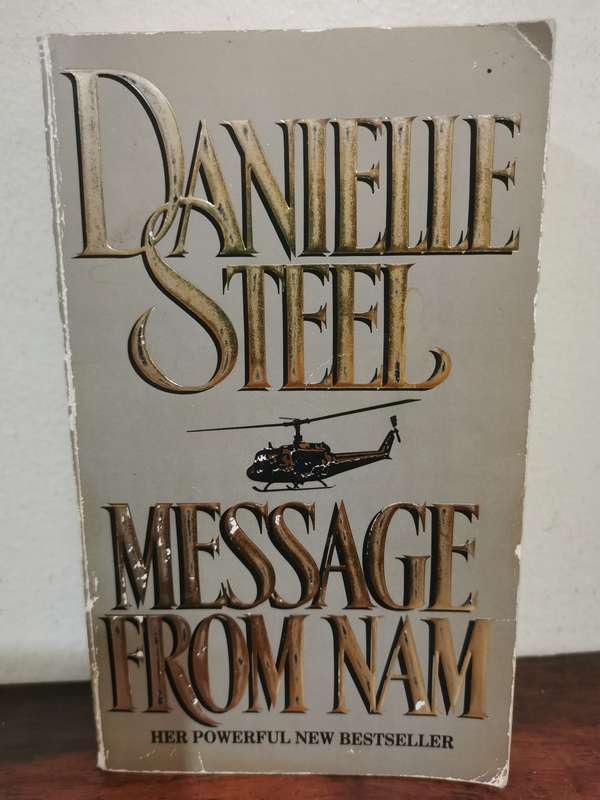 DANIELLE
STEEL
MESSAGE
FROM NAM
HER POWERFUL NEW BESTSELLER